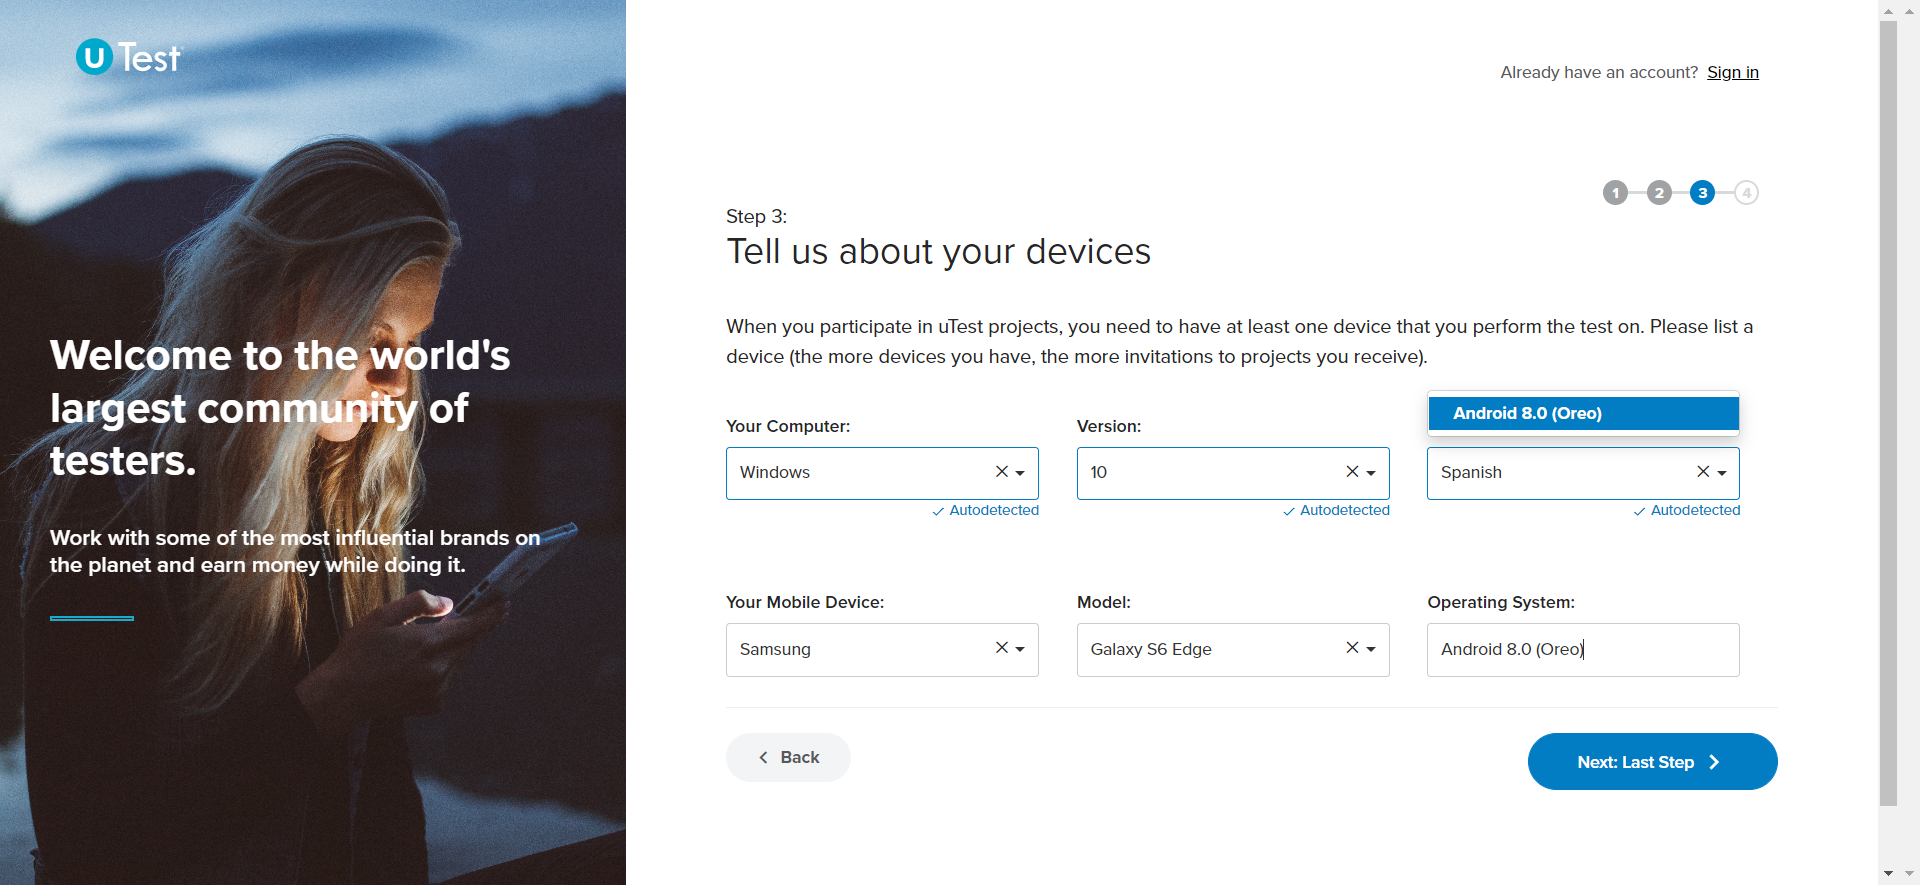 U Test
Already have an account? Sign in
1 2 3 4
Step 3:
Tell us about your devices
When you participate in uTest projects, you need to have at least one device that you perform the test on. Please list a
device (the more devices you have, the more invitations to projects you receive).
Android 8.0 (Oreo)
Your Computer: Version:
Windows 10 Spanish
Autodetected Autodetected Autodetected
Your Mobile Device: Model: Operating System:
Samsung Galaxy S6 Edge Android 8.0 (Oreo)
Back Next: Last Step
Welcome to the world's
largest community of
testers.
Work with some of the most influential brands on
the planet and earn money while doing it.